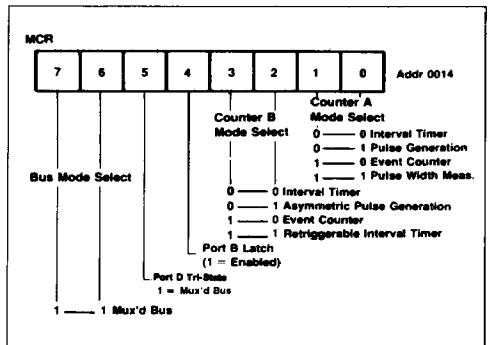 MCR
7 6 5 4 3 2 1 0 Addr 0014
Counter A
Mode Select
0 — 0 Interval Timer
0 — 1 Pulse Generation
1 — 0 Event Counter
1 — 1 Pulse Width Meas.
Counter B
Mode Select
0 — 0 Interval Timer
0 — 1 Asymmetric Pulse Generation
1 — 0 Event Counter
1 — 1 Retriggerable Interval Timer
Bus Mode Select
Port B Latch
(1 = Enabled)
Port D Tri-State
1 = Mux'd Bus
1 — 1 Mux'd Bus